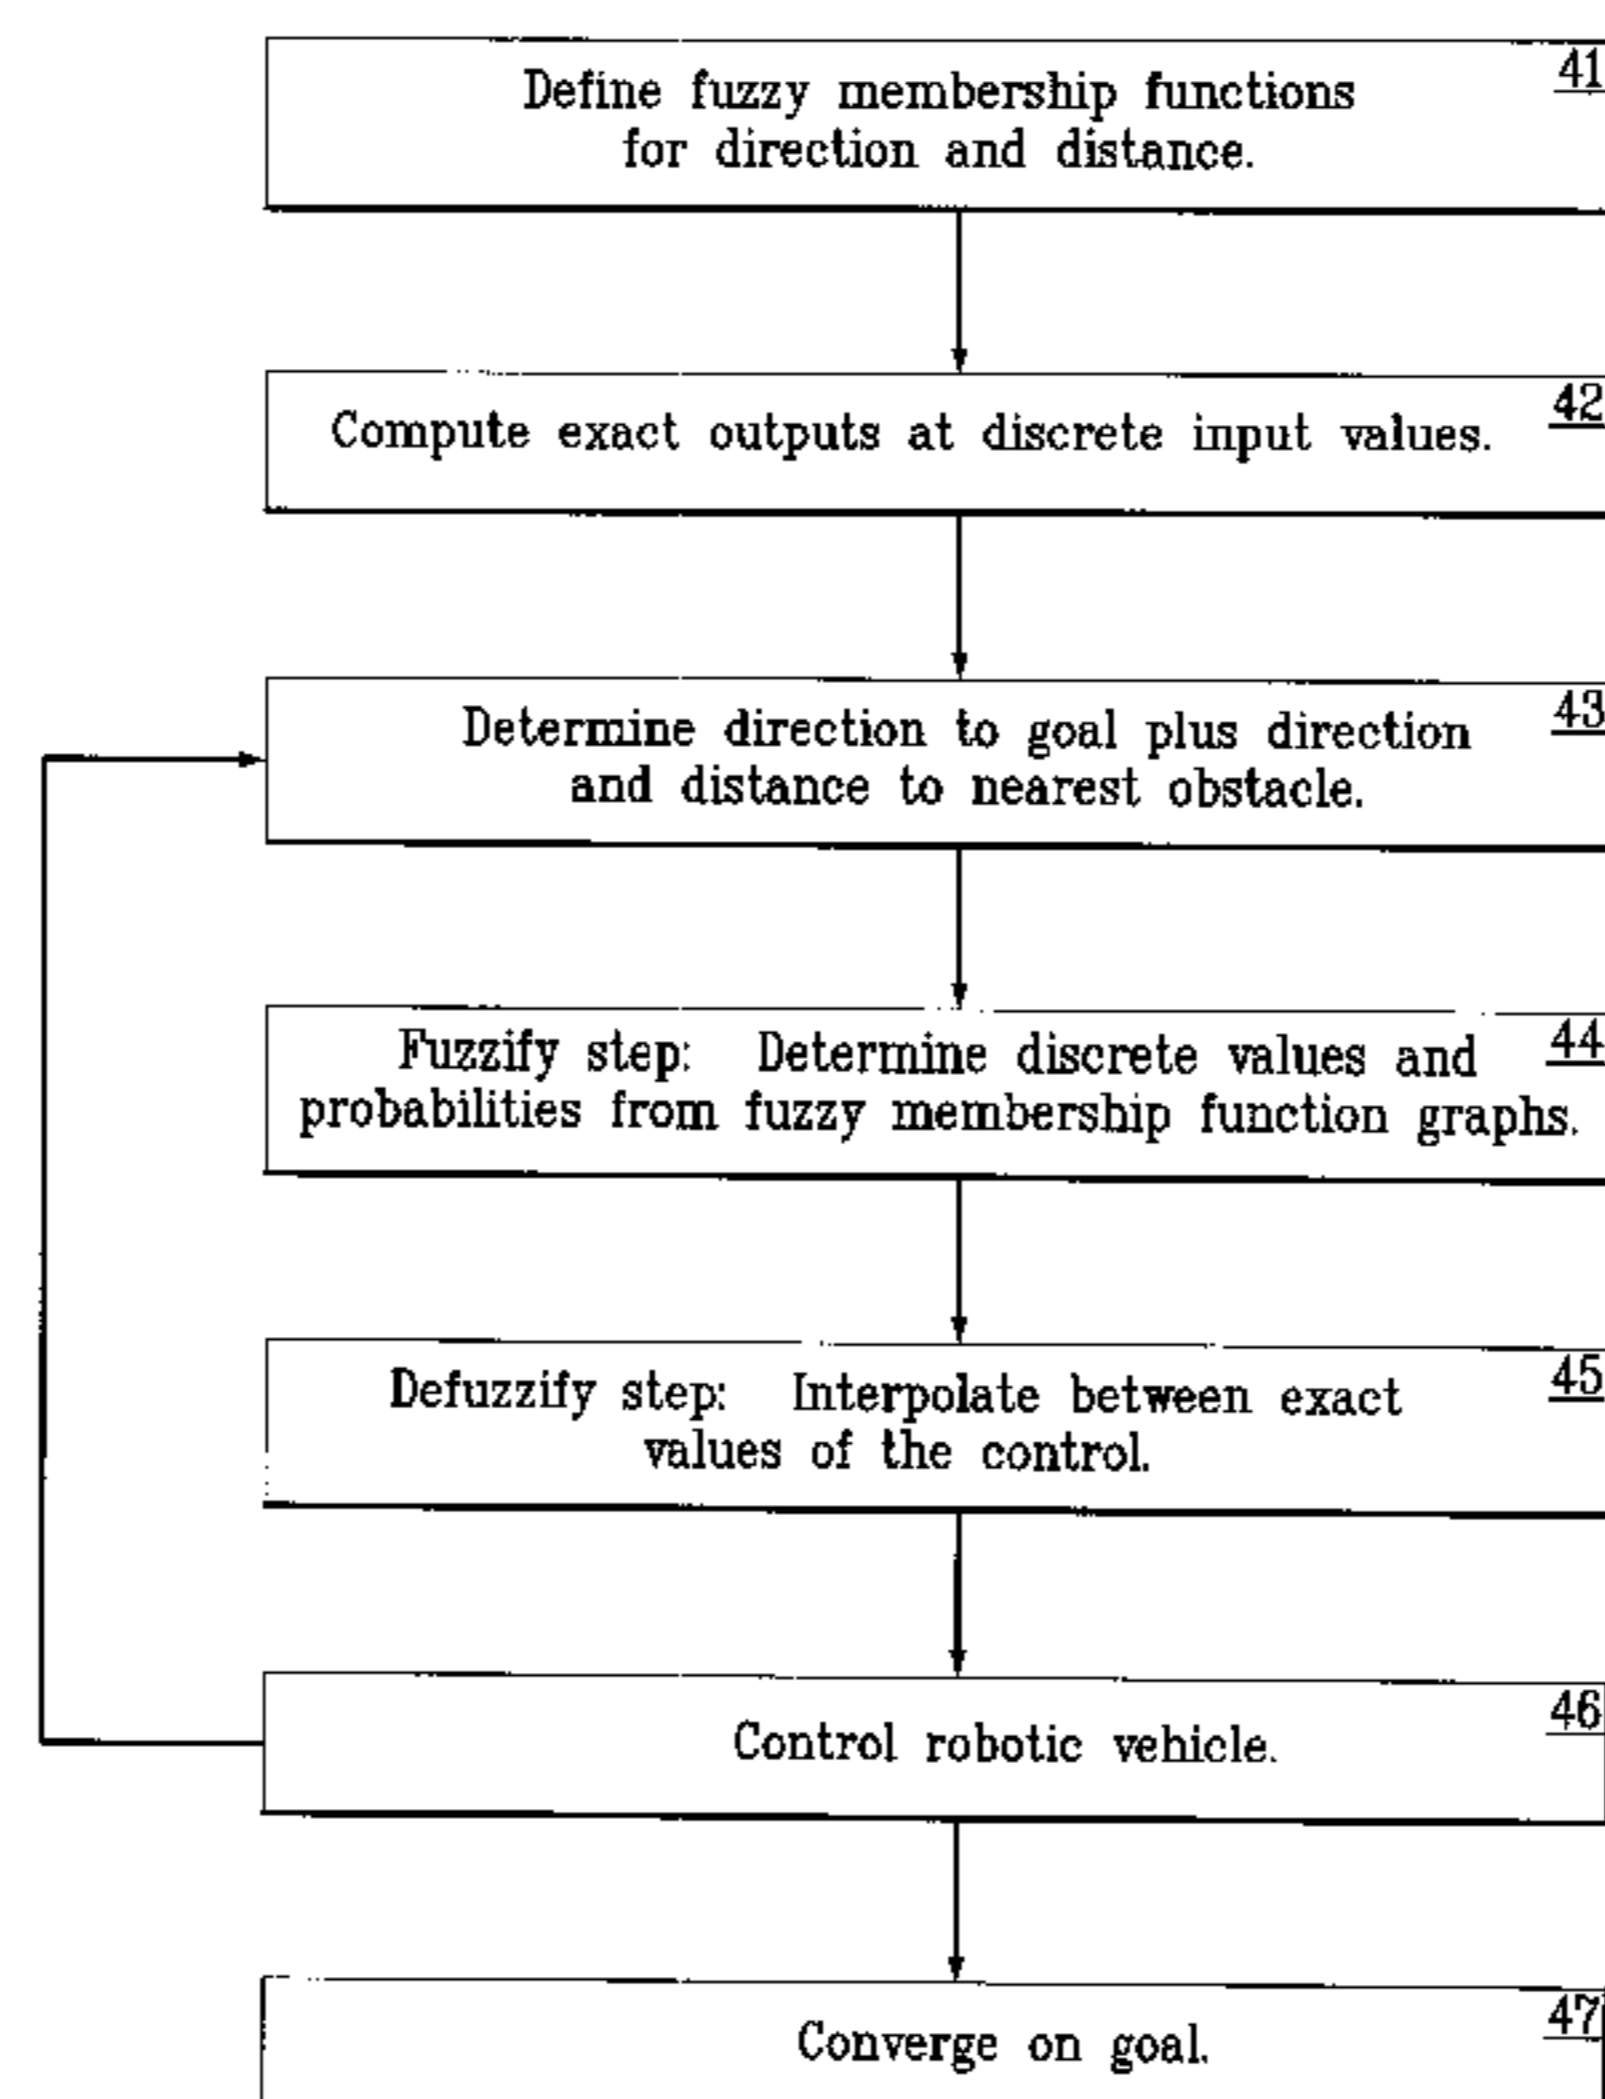 41
Define fuzzy membership functions
for direction and distance.
42
Compute exact outputs at discrete input values.
43
Determine direction to goal plus direction
and distance to nearest obstacle.
44
Fuzzify step: Determine discrete values and
probabilities from fuzzy membership function graphs.
45
Defuzzify step: Interpolate between exact
values of the control.
46
Control robotic vehicle.
47
Converge on goal.